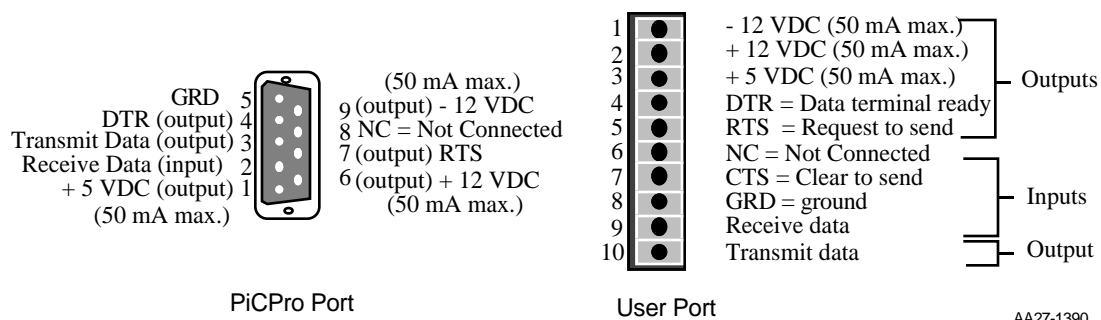 GRD 5
DTR (output) 4
Transmit Data (output) 3
Receive Data (input) 2
+ 5 VDC (output) 1
(50 mA max.)
(50 mA max.)
9 (output) - 12 VDC
8 NC = Not Connected
7 (output) RTS
6 (output) + 12 VDC
(50 mA max.)
PiCPro Port
1 - 12 VDC (50 mA max.)
2 + 12 VDC (50 mA max.)
3 + 5 VDC (50 mA max.)
4 DTR = Data terminal ready
5 RTS = Request to send
6 NC = Not Connected
7 CTS = Clear to send
8 GRD = ground
9 Receive data
10 Transmit data
Outputs
Inputs
Output
User Port
AA27-1390